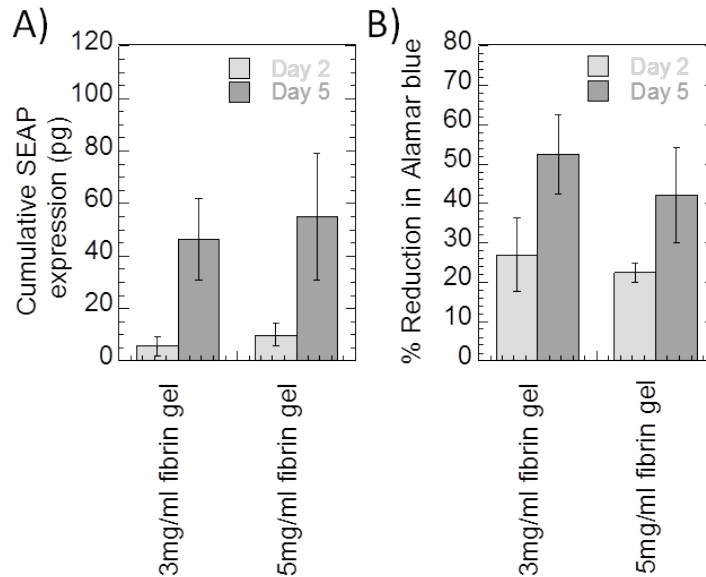 A)
Cumulative SEAP
expression (pg)
120
100
80
60
40
20
0
Day 2
Day 5
3mg/ml fibrin gel
5mg/ml fibrin gel
B)
% Reduction in Alamar blue
80
70
60
50
40
30
20
10
0
Day 2
Day 5
3mg/ml fibrin gel
5mg/ml fibrin gel